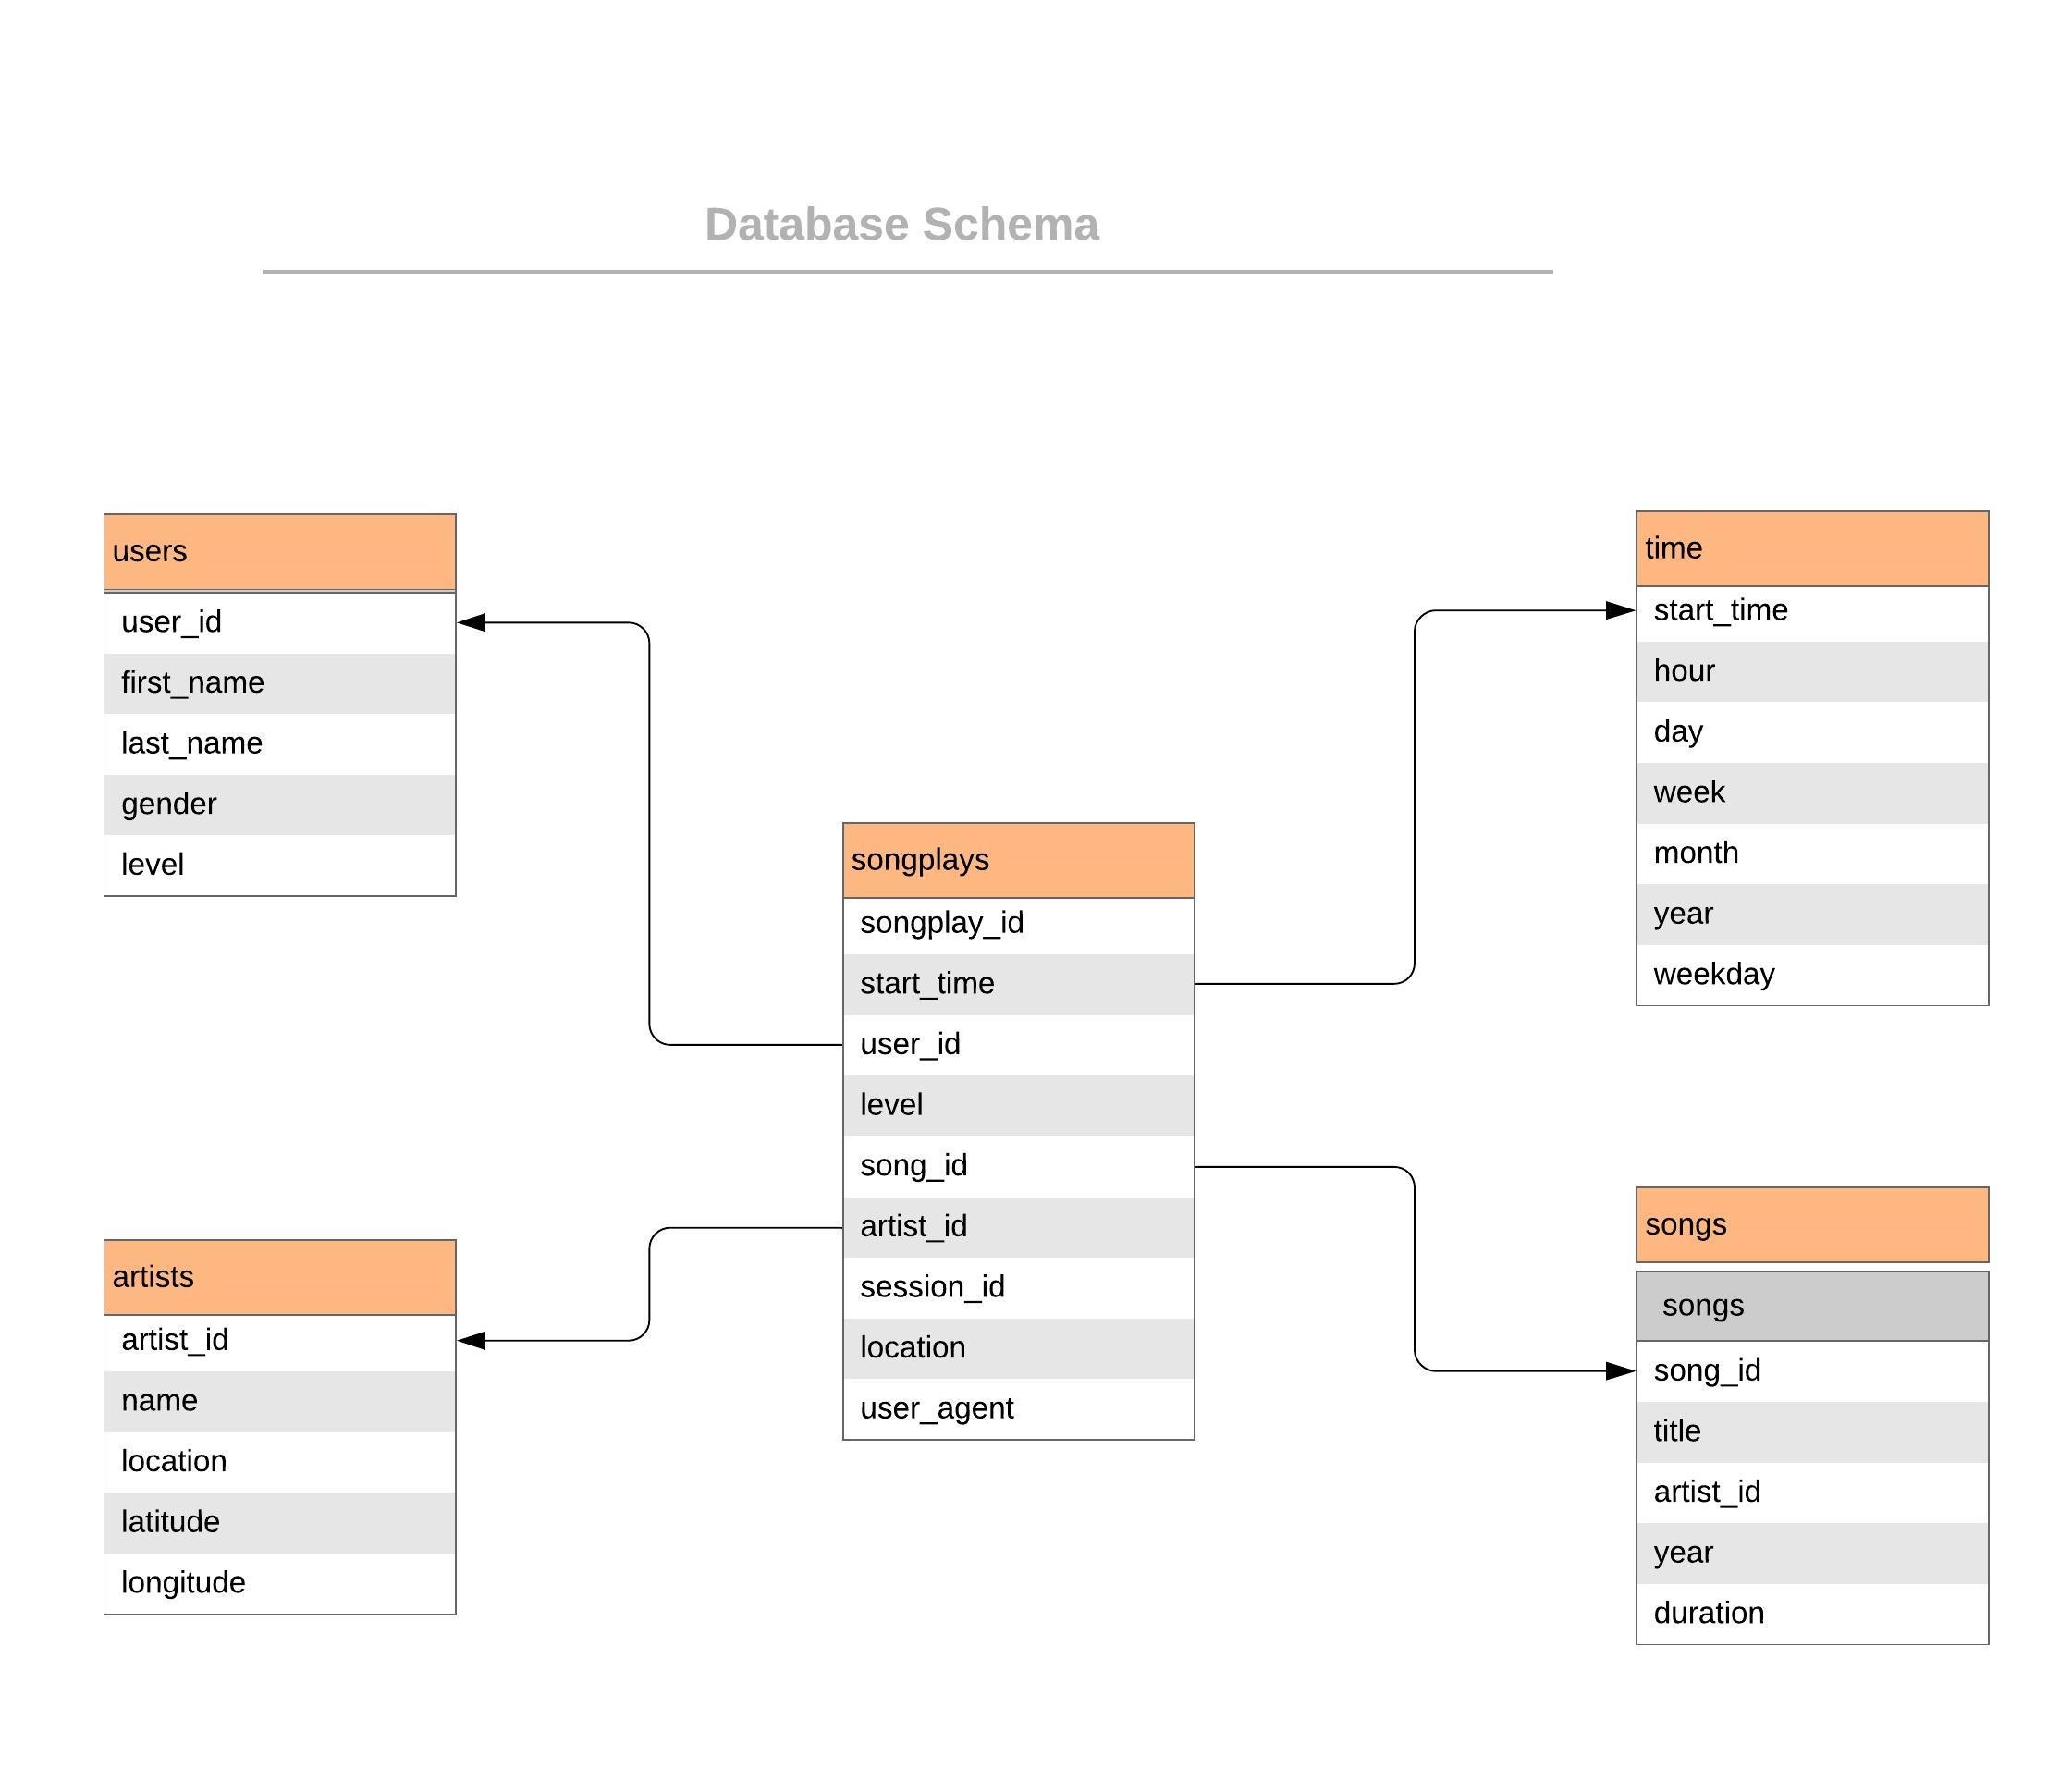 Database Schema
users
user_id
first_name
last_name
gender
level
artists
artist_id
name
location
latitude
longitude
songplays
songplay_id
start_time
user_id
level
song_id
artist_id
session_id
location
user_agent
time
start_time
hour
day
week
month
year
weekday
songs
songs
song_id
title
artist_id
year
duration